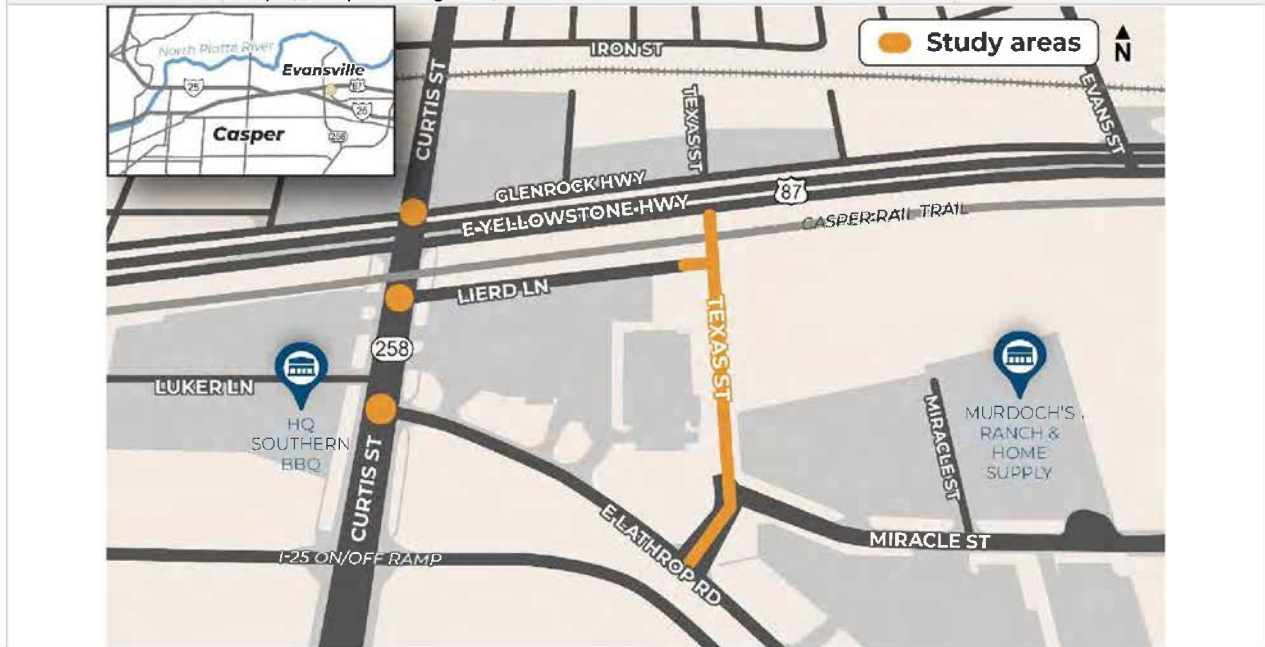 North Platte River
Evansville
25
87
25
258
Casper
CURTIS ST
IRON ST
Study areas
N
TEXAS ST
EVANS ST
GLENROCK HWY
E YELLOWSTONE HWY
87
CASPER RAIL TRAIL
LIERD LN
TEXAS ST
258
LUKER LN
HQ
SOUTHERN
BBQ
MURDOCH'S
RANCH &
HOME
SUPPLY
MIRACLE ST
CURTIS ST
E LATHROP RD
MIRACLE ST
I-25 ON/OFF RAMP